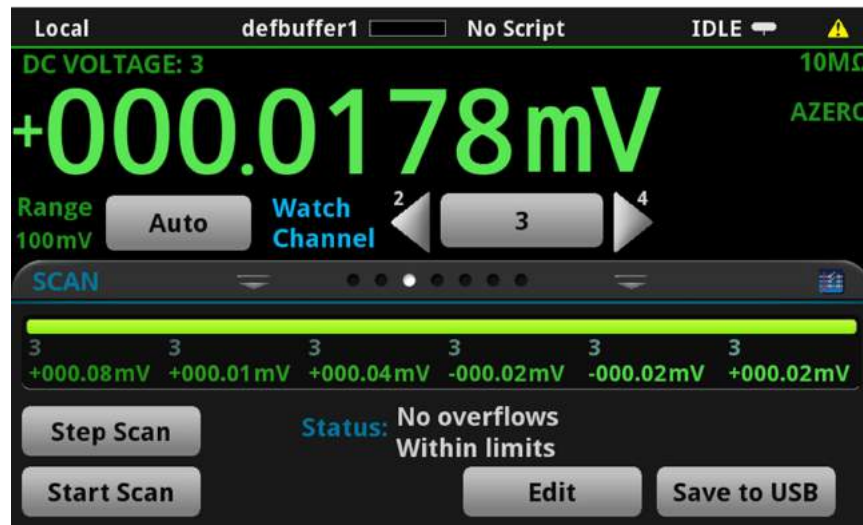 Local defbuffer1 No Script IDLE
DC VOLTAGE: 3 10MΩ
+000.0178mV AZERO
Range Auto Watch 2 3 4
100mV Channel
SCAN
3 3 3 3 3 3
+000.08mV +000.01mV +000.04mV -000.02mV -000.02mV +000.02mV
Step Scan Status: No overflows
Within limits
Start Scan Edit Save to USB